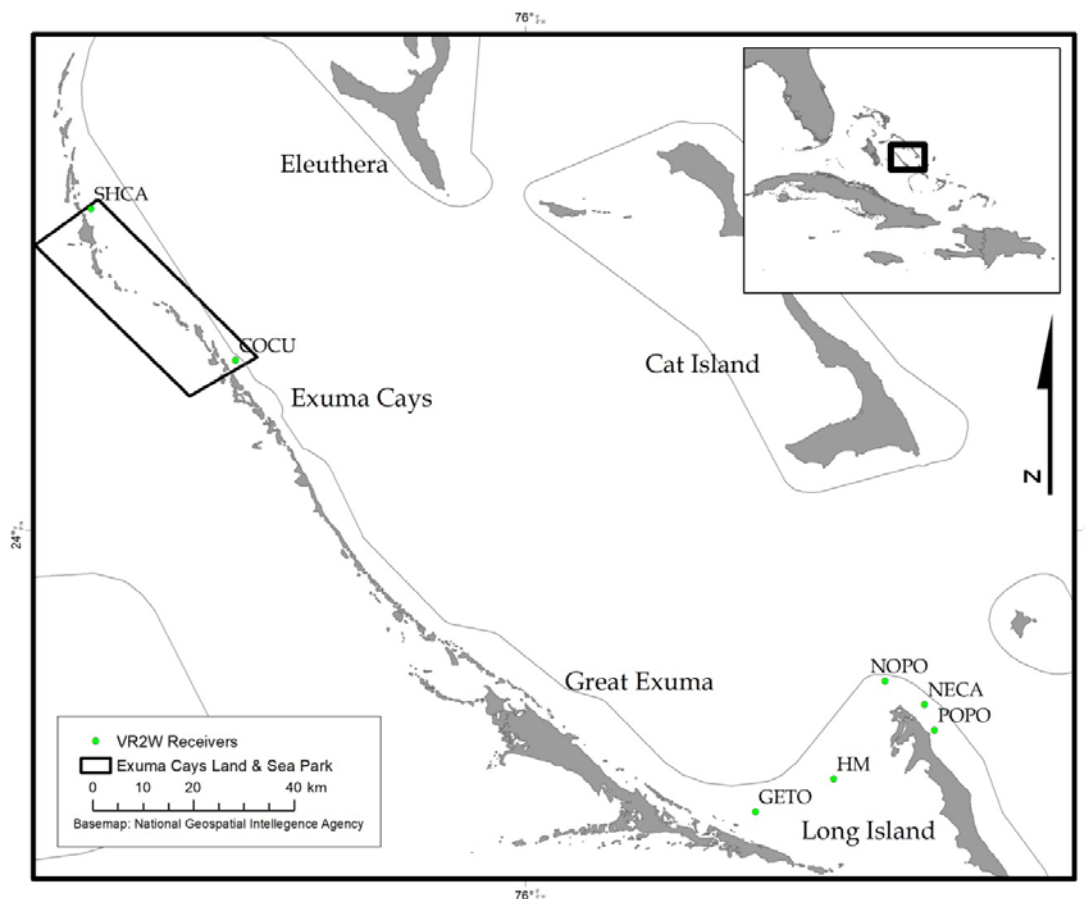 76°
SHCA
Eleuthera
COCU
Exuma Cays
Cat Island
N
24°
Great Exuma
NOPO
NECA
POPO
HM
GETO
Long Island
VR2W Receivers
Exuma Cays Land & Sea Park
0 10 20 40 km
Basemap: National Geospatial Intellegence Agency
76°